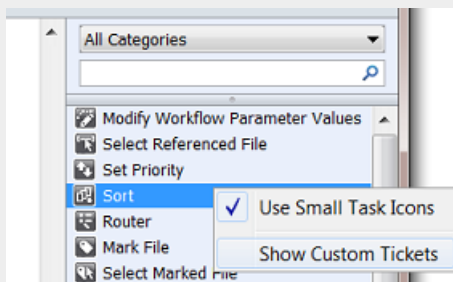 All Categories
Modify Workflow Parameter Values
Select Referenced File
Set Priority
Sort
Use Small Task Icons
Router
Mark File
Show Custom Tickets
Select Marked File